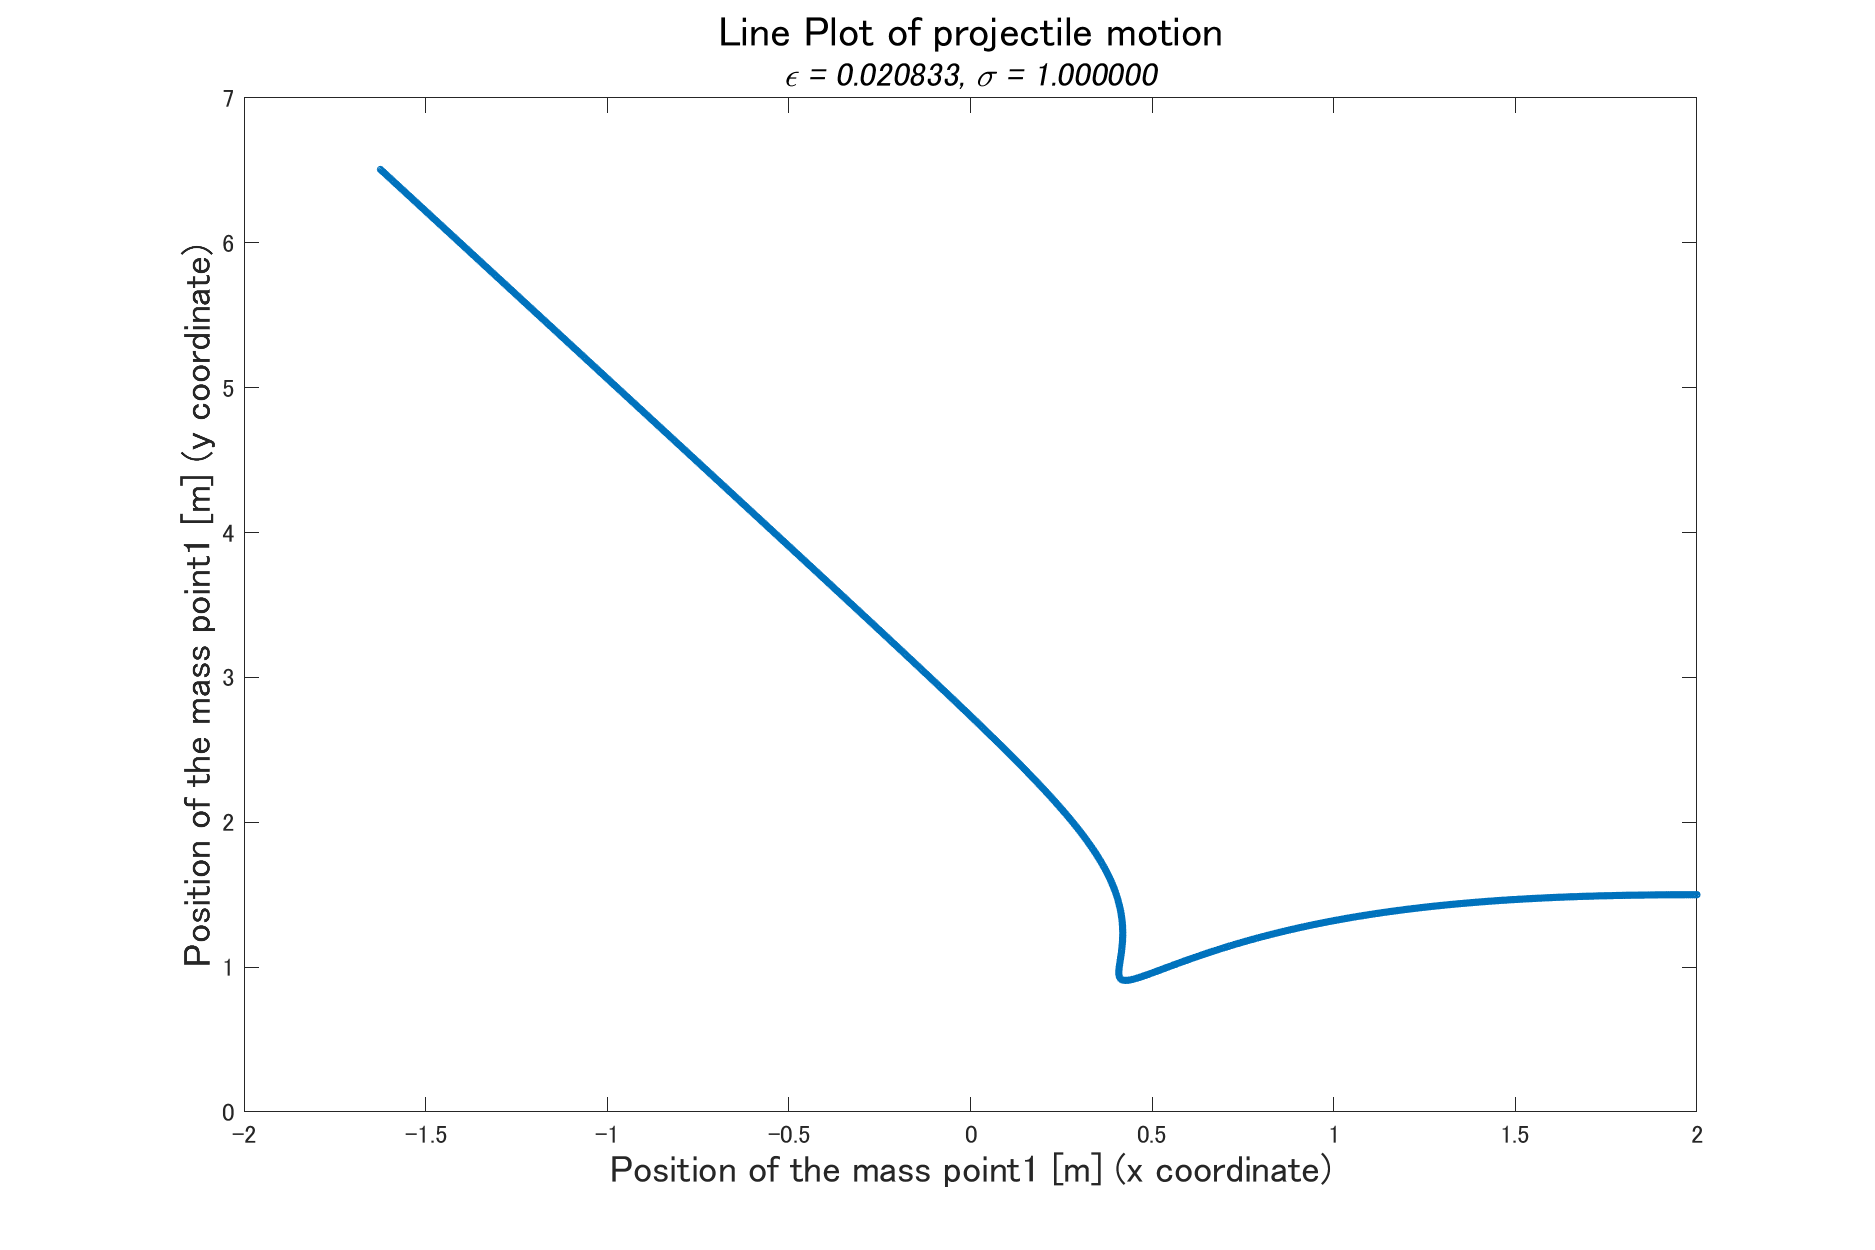 Line Plot of projectile motion
ϵ = 0.020833, σ = 1.000000
7
6
5
4
3
2
1
0
Position of the mass point1 [m] (y coordinate)
-2 -1.5 -1 -0.5 0 0.5 1 1.5 2
Position of the mass point1 [m] (x coordinate)